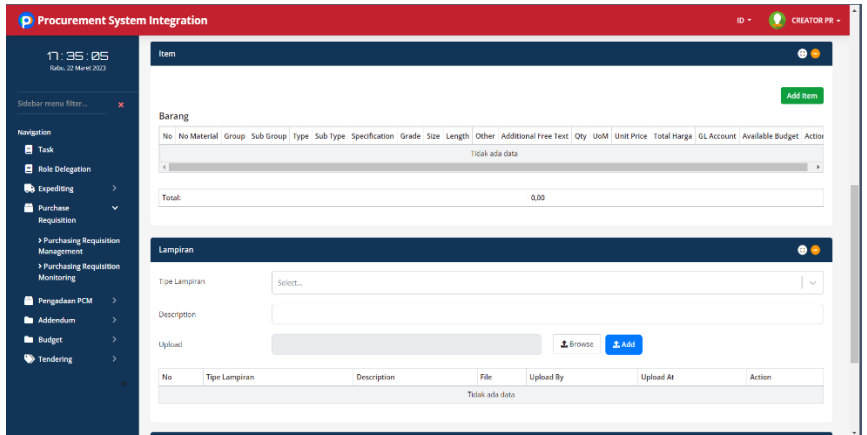 Procurement System Integration
ID
CREATOR PR
17:35:05
Rabu, 22 Maret 2023
Sidebar menu filter...
Navigation
Task
Role Delegation
Expediting
Purchase
Requisition
Purchasing Requisition
Management
Purchasing Requisition
Monitoring
Pengadaan PCM
Addendum
Budget
Tendering
Item
Add Item
Barang
No No Material Group Sub Group Type Sub Type Specification Grade Size Length Other Additional Free Text Qty UoM Unit Price Total Harga GL Account Available Budget Action
Tidak ada data
Total: 0,00
Lampiran
Tipe Lampiran Select...
Description
Upload Browse Add
No Tipe Lampiran Description File Upload By Upload At Action
Tidak ada data